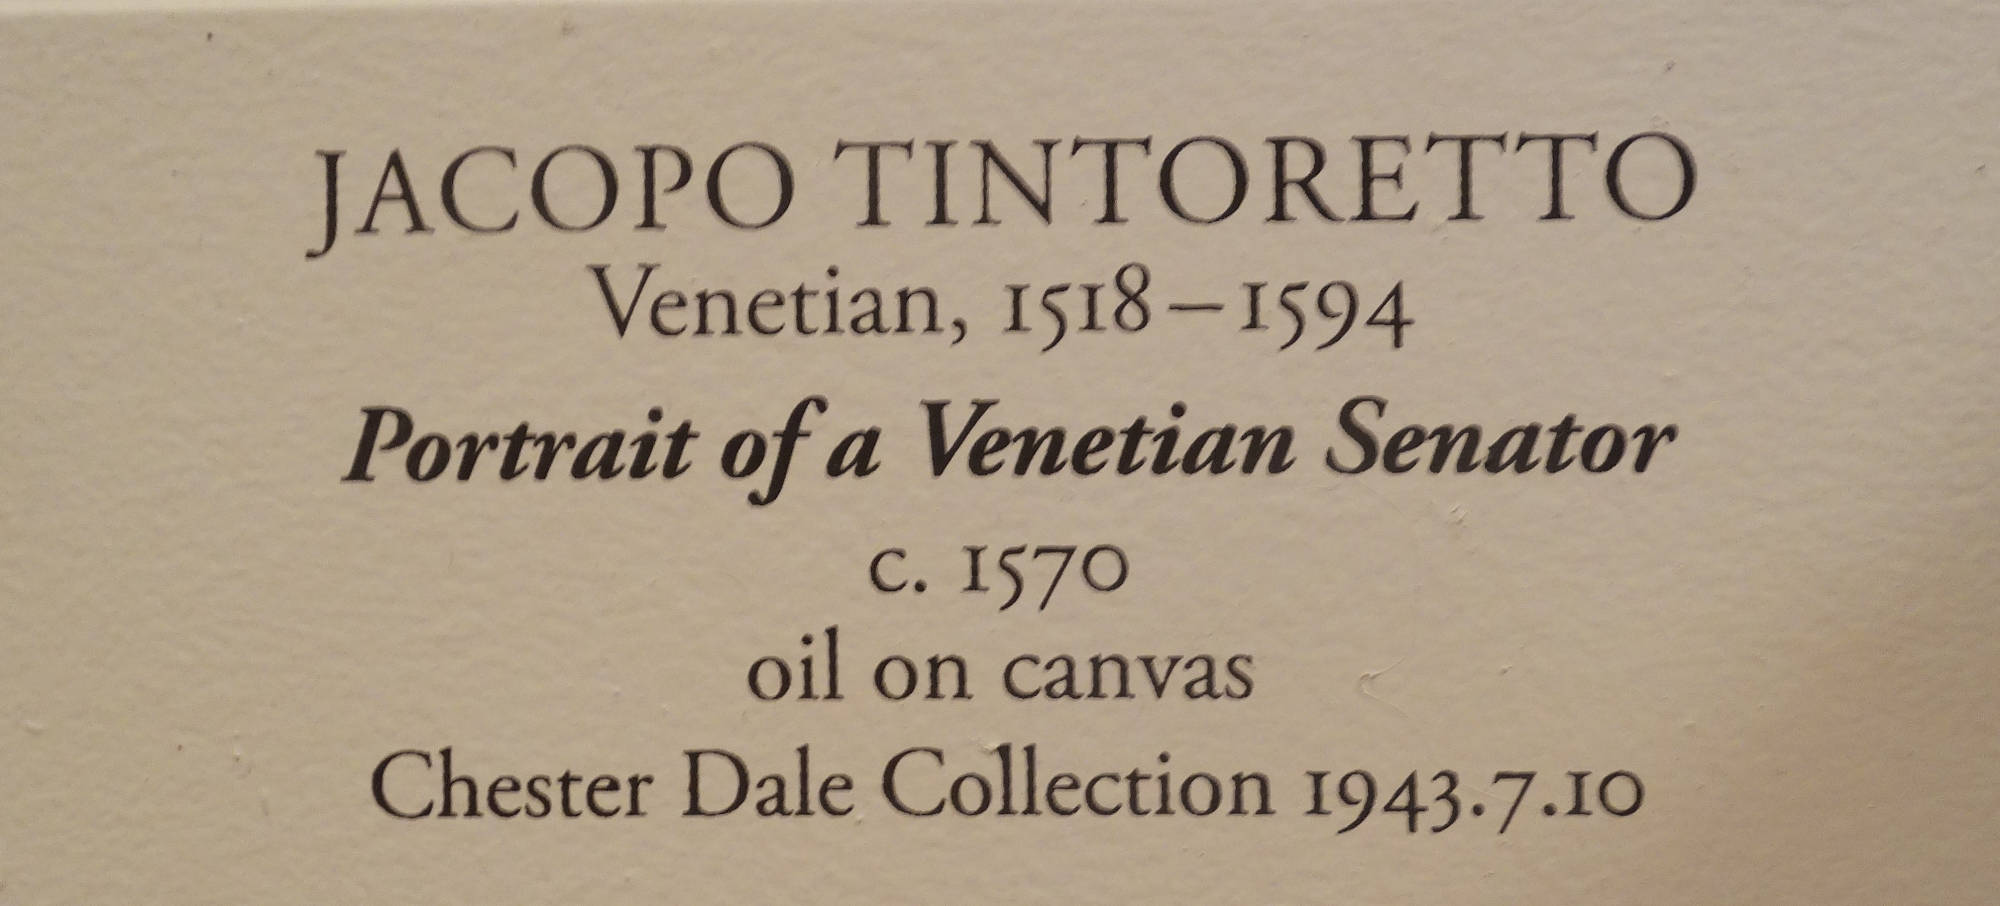 JACOPO TINTORETTO
Venetian, 1518–1594
Portrait of a Venetian Senator
c. 1570
oil on canvas
Chester Dale Collection 1943.7.10